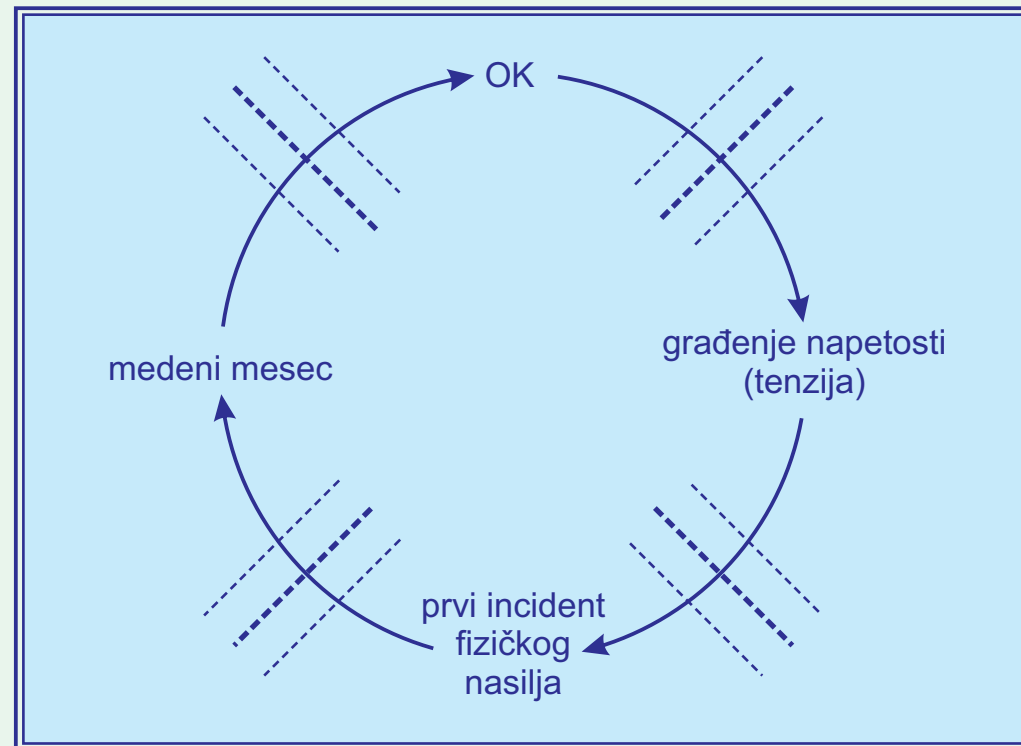 OK
građenje napetosti
(tenzija)
prvi incident
fizičkog
nasilja
medeni mesec